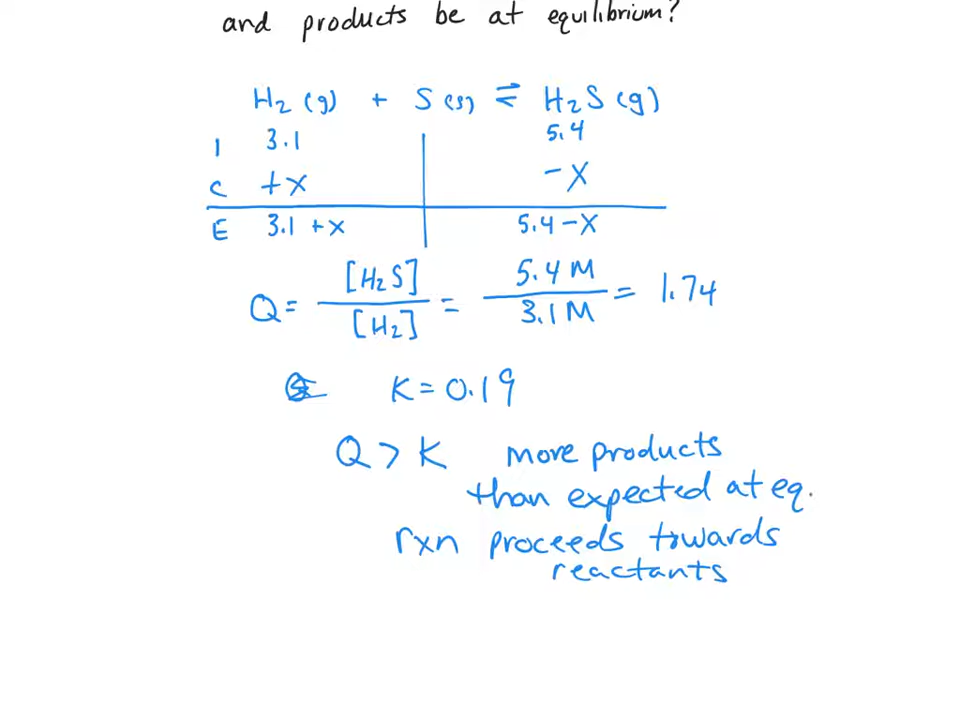 and products be at equilibrium?
H₂ (g) + S (s) ⇌ H₂S (g)
I 3.1 5.4
C +x -x
E 3.1 +x 5.4-x
Q= [H₂S] / [H₂] = 5.4 M / 3.1 M = 1.74
K = 0.19
Q > K more products
than expected at eq.
rxn proceeds towards
reactants